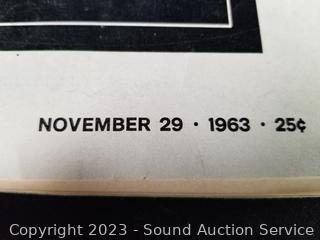 NOVEMBER 29 · 1963 · 25¢
Copyright 2023 - Sound Auction Service